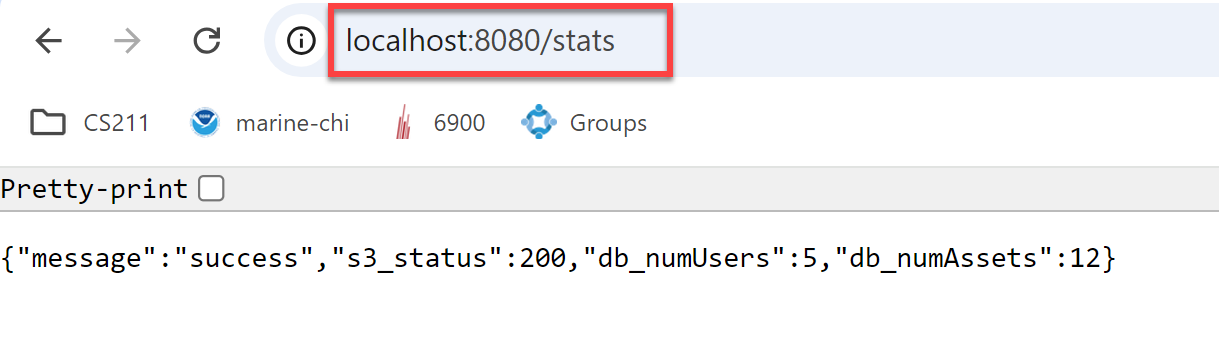 localhost:8080/stats
CS211 marine-chi 6900 Groups
Pretty-print
{"message":"success","s3_status":200,"db_numUsers":5,"db_numAssets":12}